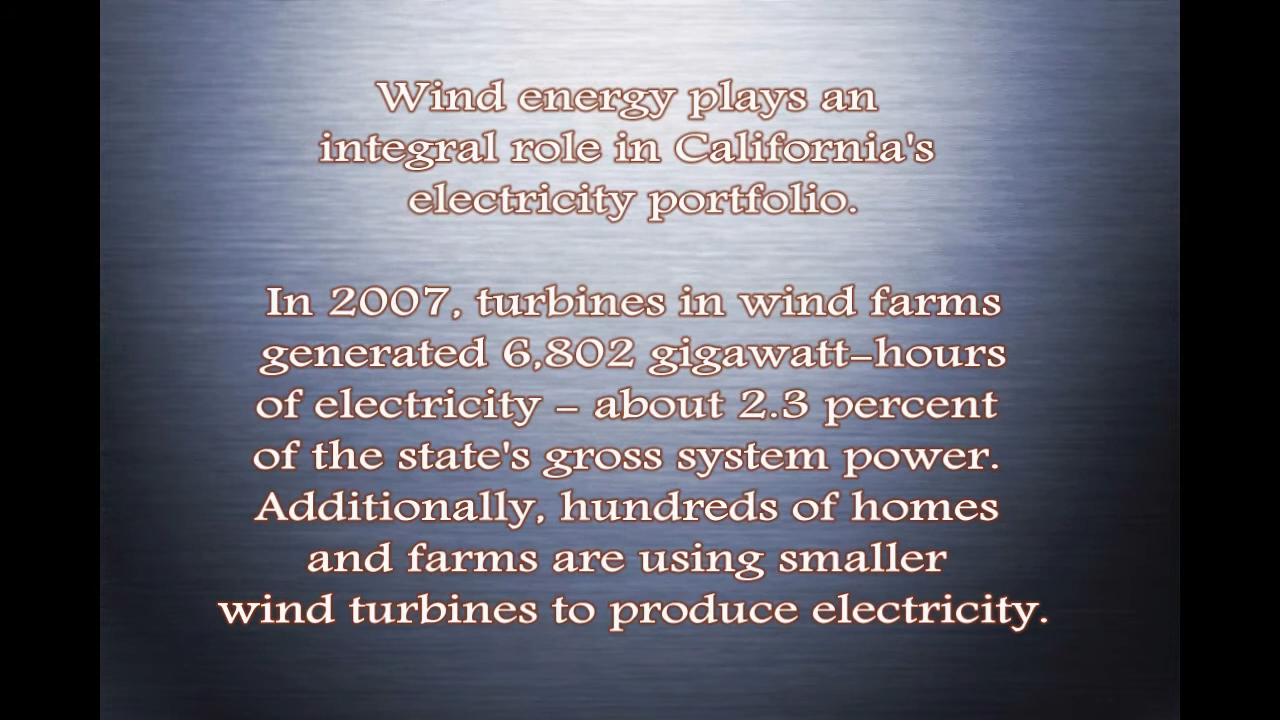 Wind energy plays an
integral role in California's
electricity portfolio.
In 2007, turbines in wind farms
generated 6,802 gigawatt-hours
of electricity - about 2.3 percent
of the state's gross system power.
Additionally, hundreds of homes
and farms are using smaller
wind turbines to produce electricity.